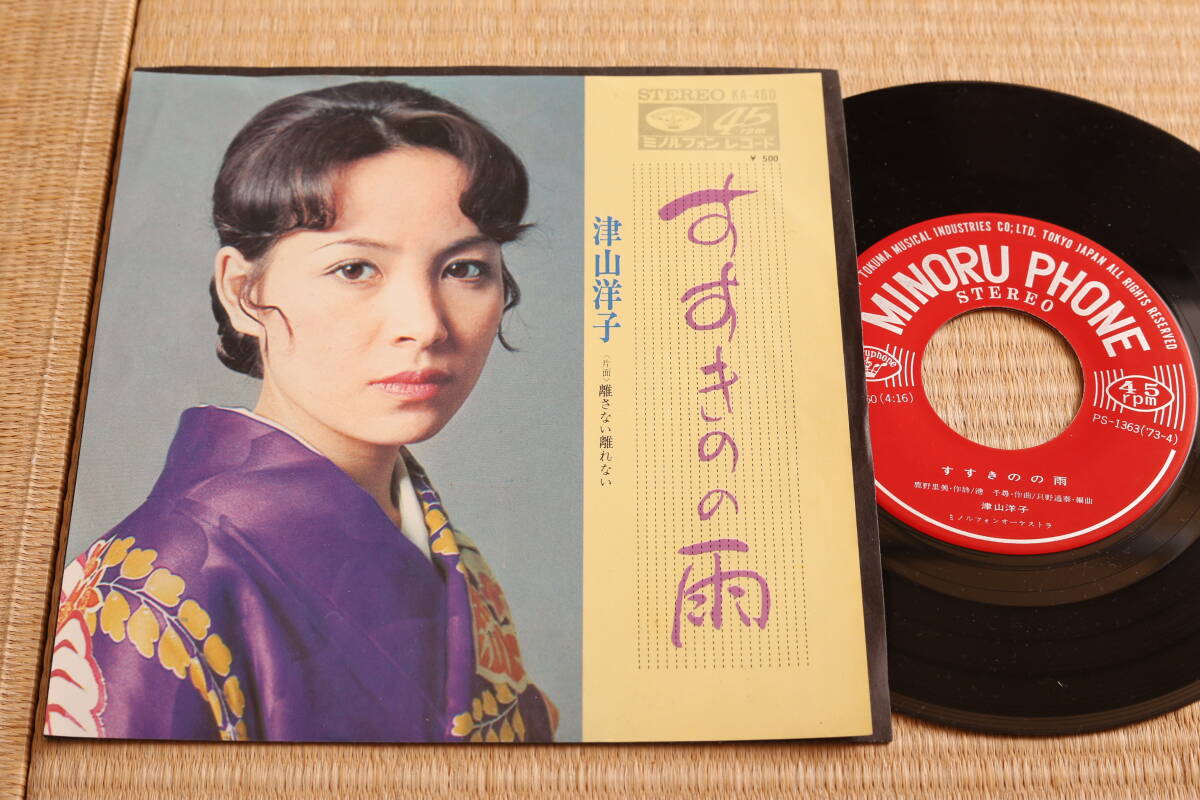 STEREO KA-460
45
rpm
ミノルフォン レコード
¥ 500
すすきのの雨
津山洋子
(片面)離さない離れない
TOKUMA MUSICAL INDUSTRIES CO;LTD. TOKYO JAPAN ALL RIGHTS RESERVED
MINORU PHONE
STEREO
45
rpm
60 (4:16)
PS-1363('73-4)
すすきのの雨
鹿野里美・作詩/港 千尋・作曲/只野通泰・編曲
津山洋子
ミノルフォンオーケストラ